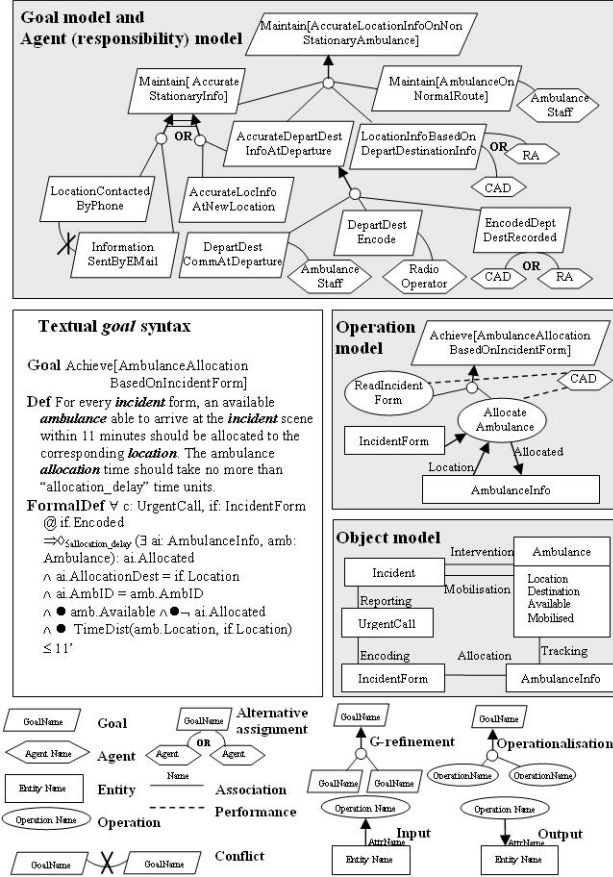 Goal model and
Agent (responsibility) model
Maintain[AccurateLocationInfoOnNon
StationaryAmbulance]
Maintain[ Accurate
StationaryInfo]
Maintain[AmbulanceOn
NormalRoute]
Ambulance
Staff
OR
AccurateDepartDest
InfoAtDeparture
LocationInfoBasedOn
DepartDestinationInfo
OR
RA
CAD
LocationContacted
ByPhone
AccurateLocInfo
AtNewLocation
Information
SentByEMail
DepartDest
CommAtDeparture
DepartDest
Encode
EncodedDept
DestRecorded
Ambulance
Staff
Radio
Operator
CAD
OR
RA
Textual goal syntax
Goal Achieve[AmbulanceAllocation
BasedOnIncidentForm]
Def For every incident form, an available
ambulance able to arrive at the incident scene
within 11 minutes should be allocated to the
corresponding location. The ambulance
allocation time should take no more than
“allocation_delay” time units.
FormalDef ∀ c: UrgentCall, if: IncidentForm
@ if.Encoded
⇒◊≤allocation_delay (∃ ai: AmbulanceInfo, amb:
Ambulance): ai.Allocated
∧ ai.AllocationDest = if.Location
∧ ai.AmbID = amb.AmbID
∧ ● amb.Available ∧●¬ ai.Allocated
∧ ● TimeDist(amb.Location, if.Location)
≤ 11’
Operation
model
Achieve[AmbulanceAllocation
BasedOnIncidentForm]
ReadIncident
Form
CAD
Allocate
Ambulance
IncidentForm
Location
Allocated
AmbulanceInfo
Object model
Intervention
Ambulance
Incident
Mobilisation
Location
Destination
Available
Mobilised
Reporting
UrgentCall
Encoding
Allocation
Tracking
IncidentForm
AmbulanceInfo
GoalName
Goal
Agent Name
Agent
Entity Name
Entity
Operation Name
Operation
GoalName
GoalName
Conflict
GoalName
Alternative
assignment
OR
Agent
Agent
Name
Association
Performance
GoalName
G-refinement
GoalName
GoalName
GoalName
Operationalisation
OperationName
OperationName
Operation Name
Input
AttrName
Entity Name
Operation Name
Output
AttrName
Entity Name